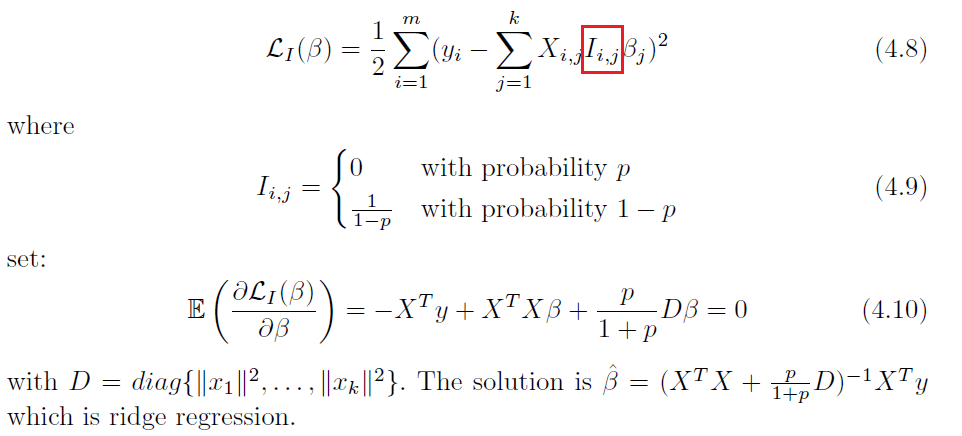 $\mathcal{L}_I(\beta) = \frac{1}{2} \sum_{i=1}^{m} (y_i - \sum_{j=1}^{k} X_{i,j} I_{i,j} \beta_j)^2$ (4.8)
where
$I_{i,j} = \begin{cases} 0 & \text{with probability } p \\ \frac{1}{1-p} & \text{with probability } 1-p \end{cases}$ (4.9)
set:
$\mathbb{E}\left(\frac{\partial \mathcal{L}_I(\beta)}{\partial \beta}\right) = -X^T y + X^T X \beta + \frac{p}{1+p} D\beta = 0$ (4.10)
with $D = diag\{\|x_1\|^2, \ldots, \|x_k\|^2\}$. The solution is $\hat{\beta} = (X^T X + \frac{p}{1+p} D)^{-1} X^T y$
which is ridge regression.